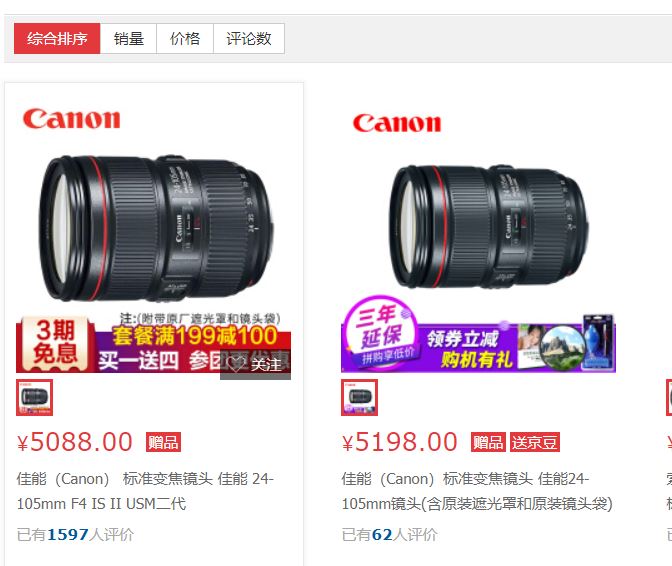 综合排序 销量 价格 评论数
Canon
24-105mm
Canon
注:(附带原厂遮光罩和镜头袋)
3期
免息
套餐满199减100
买一送四 参团
关注
¥5088.00 赠品
佳能（Canon） 标准变焦镜头 佳能 24-
105mm F4 IS II USM二代
已有1597人评价
Canon
24-105mm
Canon
三年
延保
拼购享低价
领券立减
购机有礼
¥5198.00 赠品 送京豆
佳能（Canon）标准变焦镜头 佳能24-
105mm镜头(含原装遮光罩和原装镜头袋)
已有62人评价